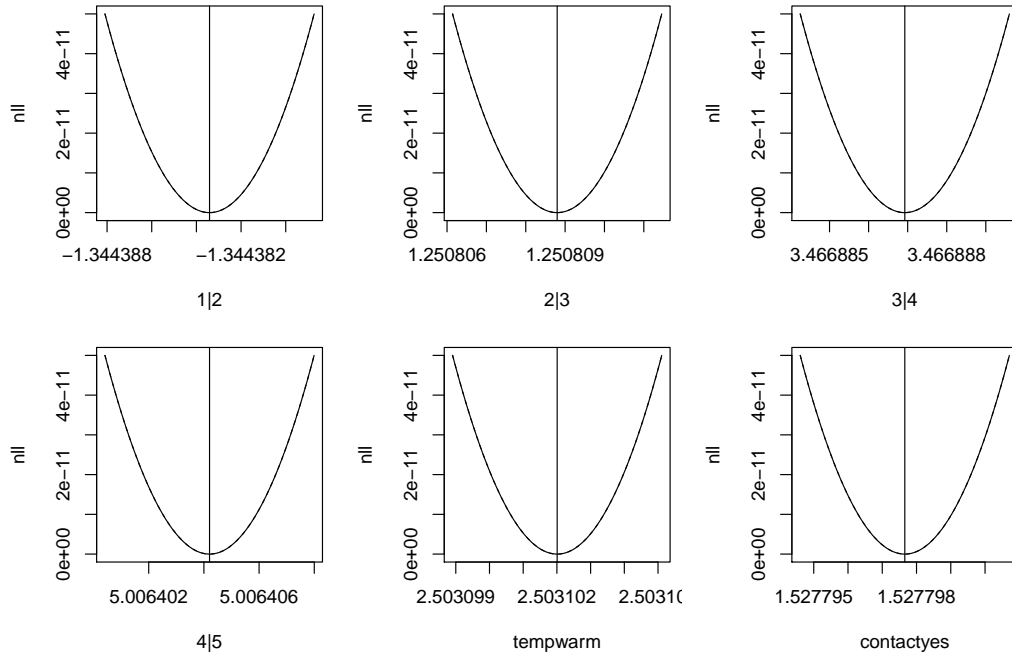 nll
0e+00 2e−11 4e−11
−1.344388 −1.344382
1|2
nll
0e+00 2e−11 4e−11
1.250806 1.250809
2|3
nll
0e+00 2e−11 4e−11
3.466885 3.466888
3|4
nll
0e+00 2e−11 4e−11
5.006402 5.006406
4|5
nll
0e+00 2e−11 4e−11
2.503099 2.503102
tempwarm
nll
0e+00 2e−11 4e−11
1.527795 1.527798
contactyes